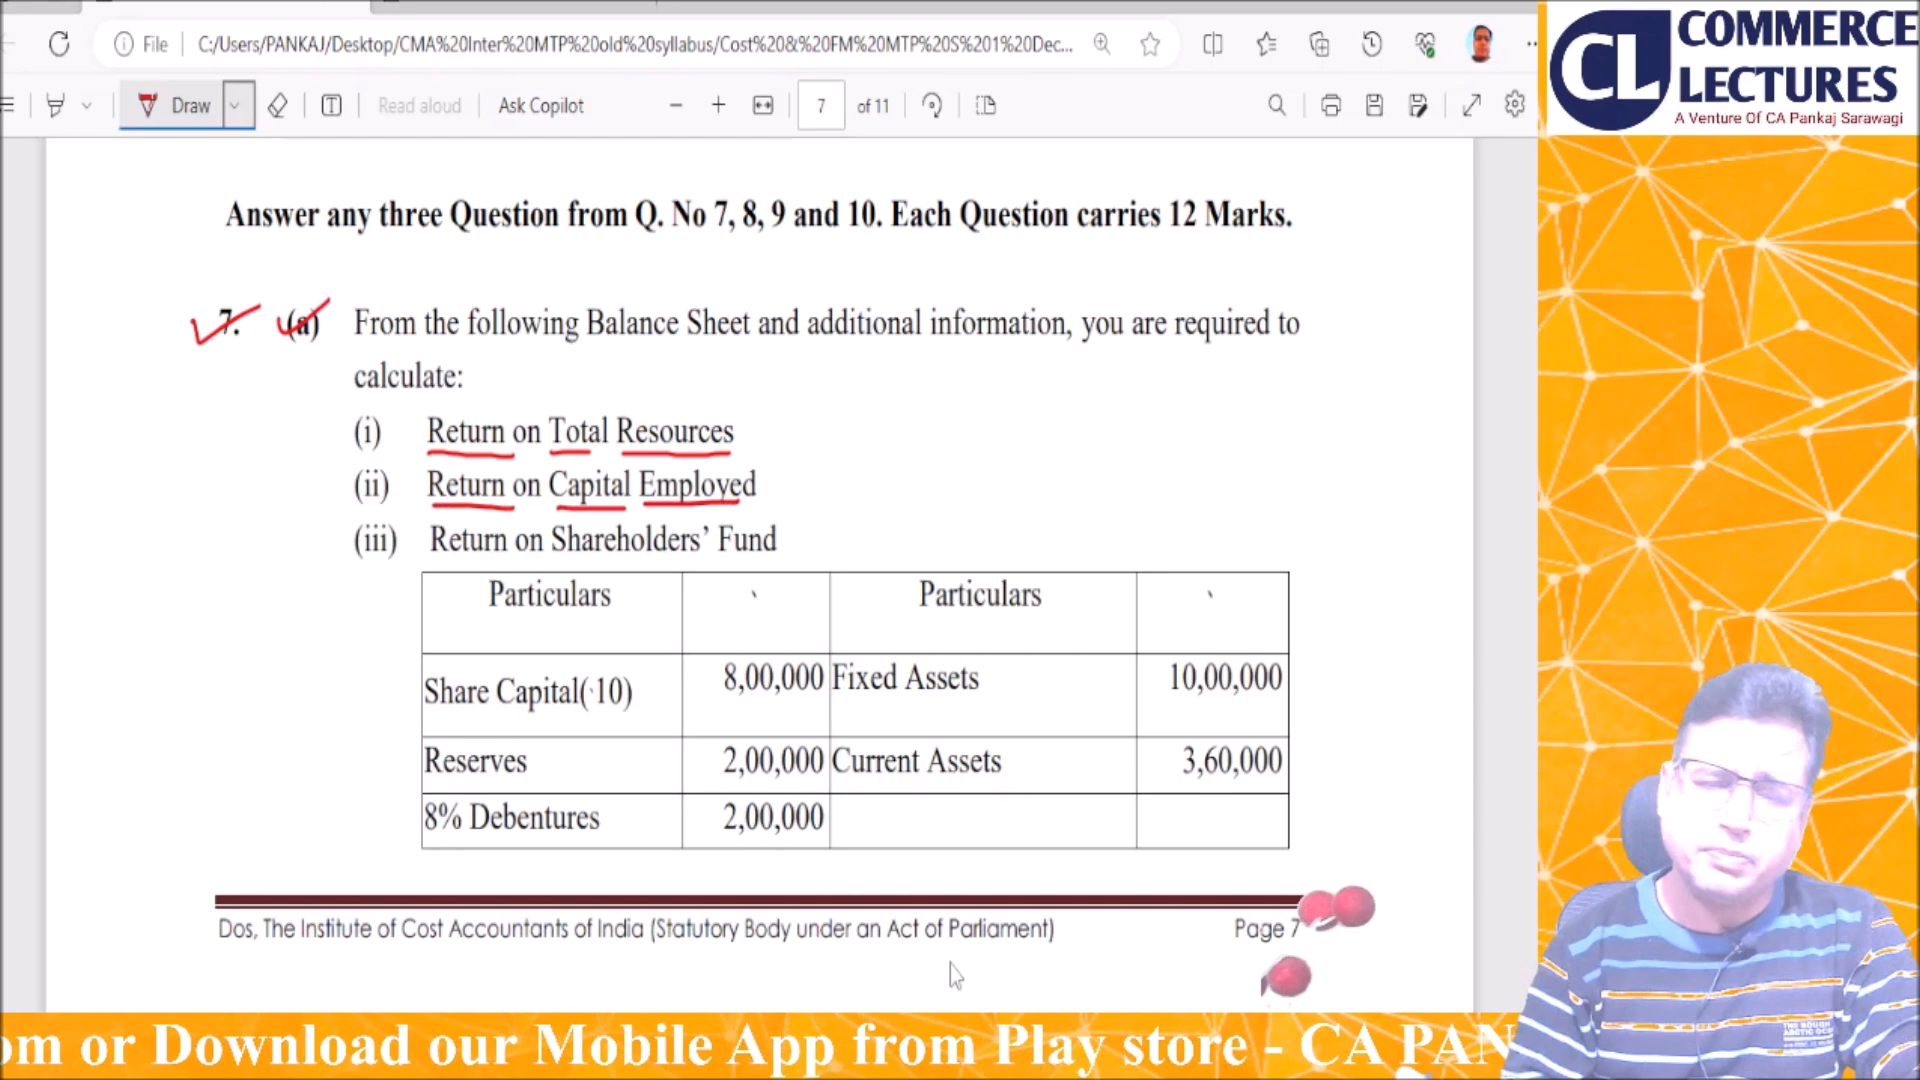 File C:/Users/PANKAJ/Desktop/CMA%20Inter%20MTP%20old%20syllabus/Cost%20&%20FM%20MTP%20S%201%20Dec...
Draw Read aloud Ask Copilot − + 7 of 11
CL COMMERCE
LECTURES
A Venture Of CA Pankaj Sarawagi
Answer any three Question from Q. No 7, 8, 9 and 10. Each Question carries 12 Marks.
7. (a) From the following Balance Sheet and additional information, you are required to
calculate:
(i) Return on Total Resources
(ii) Return on Capital Employed
(iii) Return on Shareholders’ Fund
Particulars ` Particulars `
Share Capital(`10) 8,00,000 Fixed Assets 10,00,000
Reserves 2,00,000 Current Assets 3,60,000
8% Debentures 2,00,000
Dos, The Institute of Cost Accountants of India (Statutory Body under an Act of Parliament) Page 7
om or Download our Mobile App from Play store - CA PAN